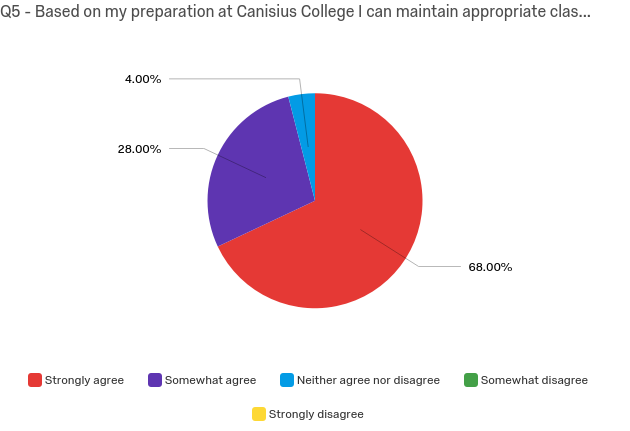 Q5 - Based on my preparation at Canisius College I can maintain appropriate clas...
4.00%
28.00%
68.00%
Strongly agree Somewhat agree Neither agree nor disagree Somewhat disagree
Strongly disagree